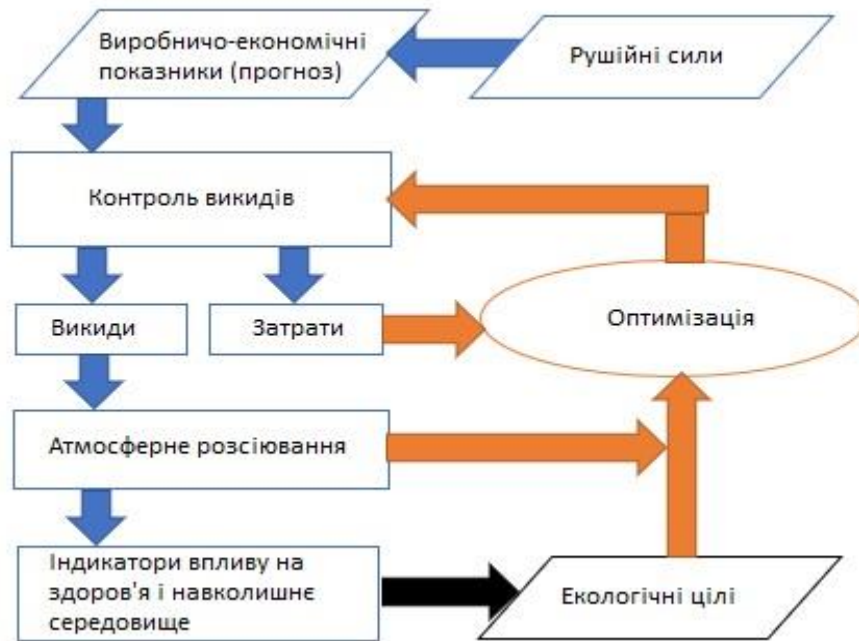 Виробничо-економічні
показники (прогноз)
Рушійні сили
Контроль викидів
Викиди
Затрати
Оптимізація
Атмосферне розсіювання
Індикатори впливу на
здоров'я і навколишнє
середовище
Екологічні цілі